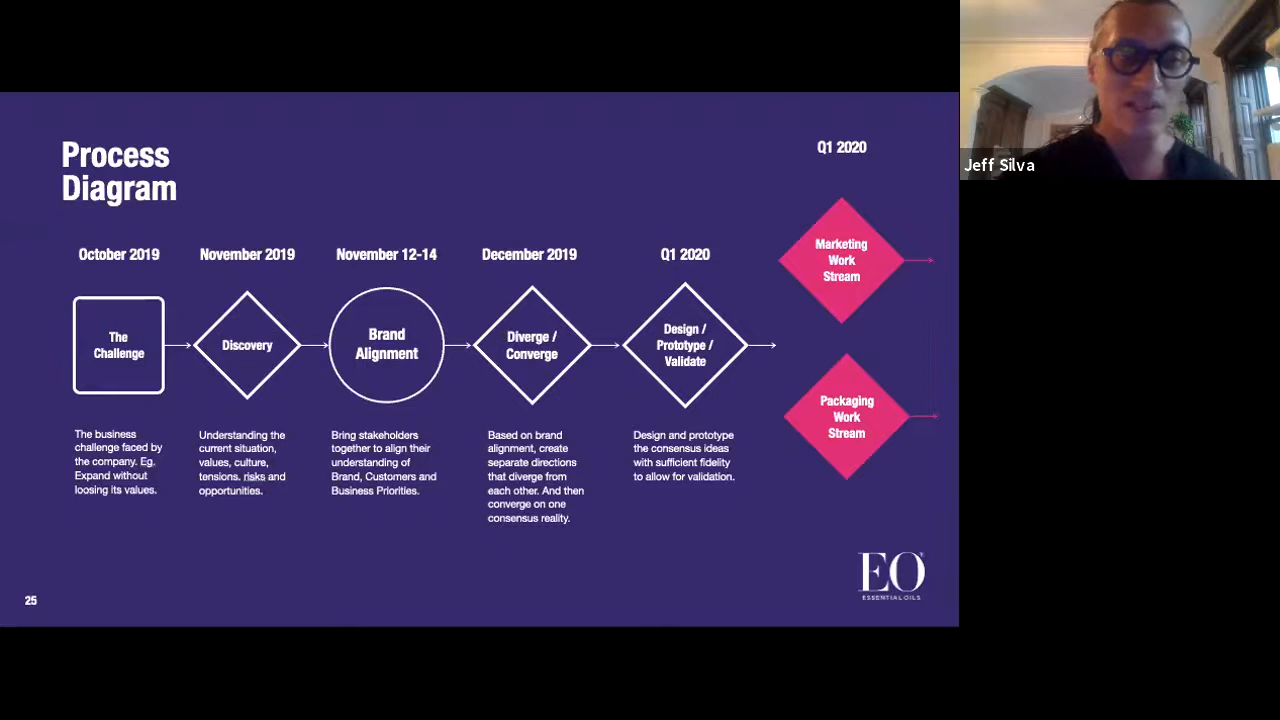 Process
Diagram
Q1 2020
October 2019
November 2019
November 12-14
December 2019
Q1 2020
The
Challenge
Discovery
Brand
Alignment
Diverge /
Converge
Design /
Prototype /
Validate
Marketing
Work
Stream
Packaging
Work
Stream
The business
challenge faced by
the company. Eg.
Expand without
loosing its values.
Understanding the
current situation,
values, culture,
tensions. risks and
opportunities.
Bring stakeholders
together to align their
understanding of
Brand, Customers and
Business Priorities.
Based on brand
alignment, create
separate directions
that diverge from
each other. And then
converge on one
consensus reality.
Design and prototype
the consensus ideas
with sufficient fidelity
to allow for validation.
EO
ESSENTIAL OILS
25
Jeff Silva